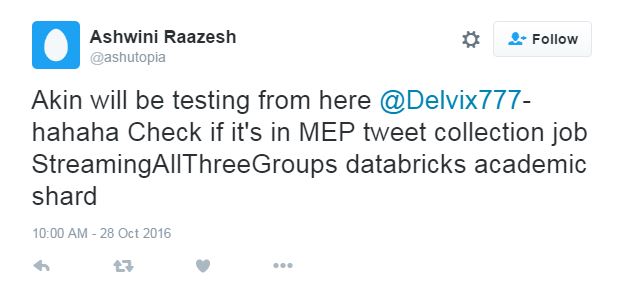 Ashwini Raazesh
@ashutopia
Follow
Akin will be testing from here @Delvix777-
hahaha Check if it's in MEP tweet collection job
StreamingAllThreeGroups databricks academic
shard
10:00 AM - 28 Oct 2016